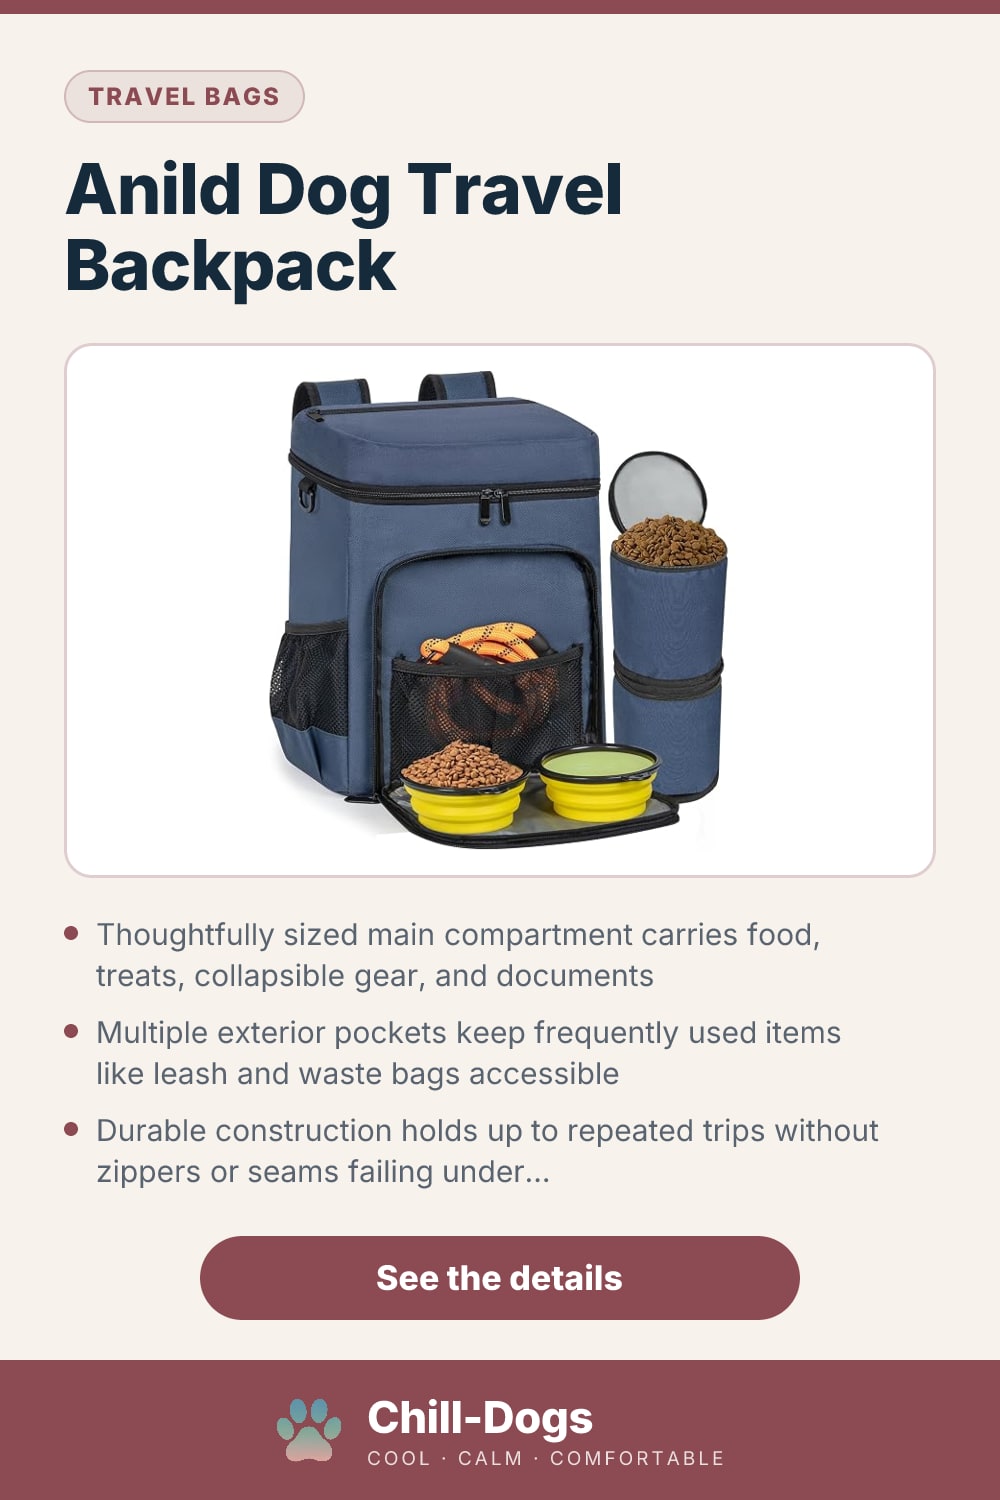 TRAVEL BAGS
Anild Dog Travel
Backpack
Thoughtfully sized main compartment carries food,
treats, collapsible gear, and documents
Multiple exterior pockets keep frequently used items
like leash and waste bags accessible
Durable construction holds up to repeated trips without
zippers or seams failing under...
See the details
Chill-Dogs
COOL · CALM · COMFORTABLE